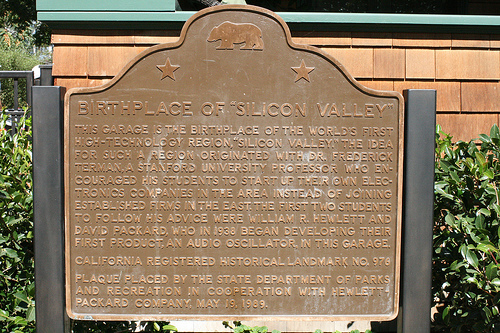 BIRTHPLACE OF "SILICON VALLEY"
THIS GARAGE IS THE BIRTHPLACE OF THE WORLD'S FIRST
HIGH-TECHNOLOGY REGION, "SILICON VALLEY." THE IDEA
FOR SUCH A REGION ORIGINATED WITH DR. FREDERICK
TERMAN, A STANFORD UNIVERSITY PROFESSOR WHO EN-
COURAGED HIS STUDENTS TO START UP THEIR OWN ELEC-
TRONICS COMPANIES IN THE AREA INSTEAD OF JOINING
ESTABLISHED FIRMS IN THE EAST. THE FIRST TWO STUDENTS
TO FOLLOW HIS ADVICE WERE WILLIAM R. HEWLETT AND
DAVID PACKARD, WHO IN 1938 BEGAN DEVELOPING THEIR
FIRST PRODUCT, AN AUDIO OSCILLATOR, IN THIS GARAGE.
CALIFORNIA REGISTERED HISTORICAL LANDMARK NO. 976
PLAQUE PLACED BY THE STATE DEPARTMENT OF PARKS
AND RECREATION IN COOPERATION WITH HEWLETT-
PACKARD COMPANY, MAY 19, 1989.